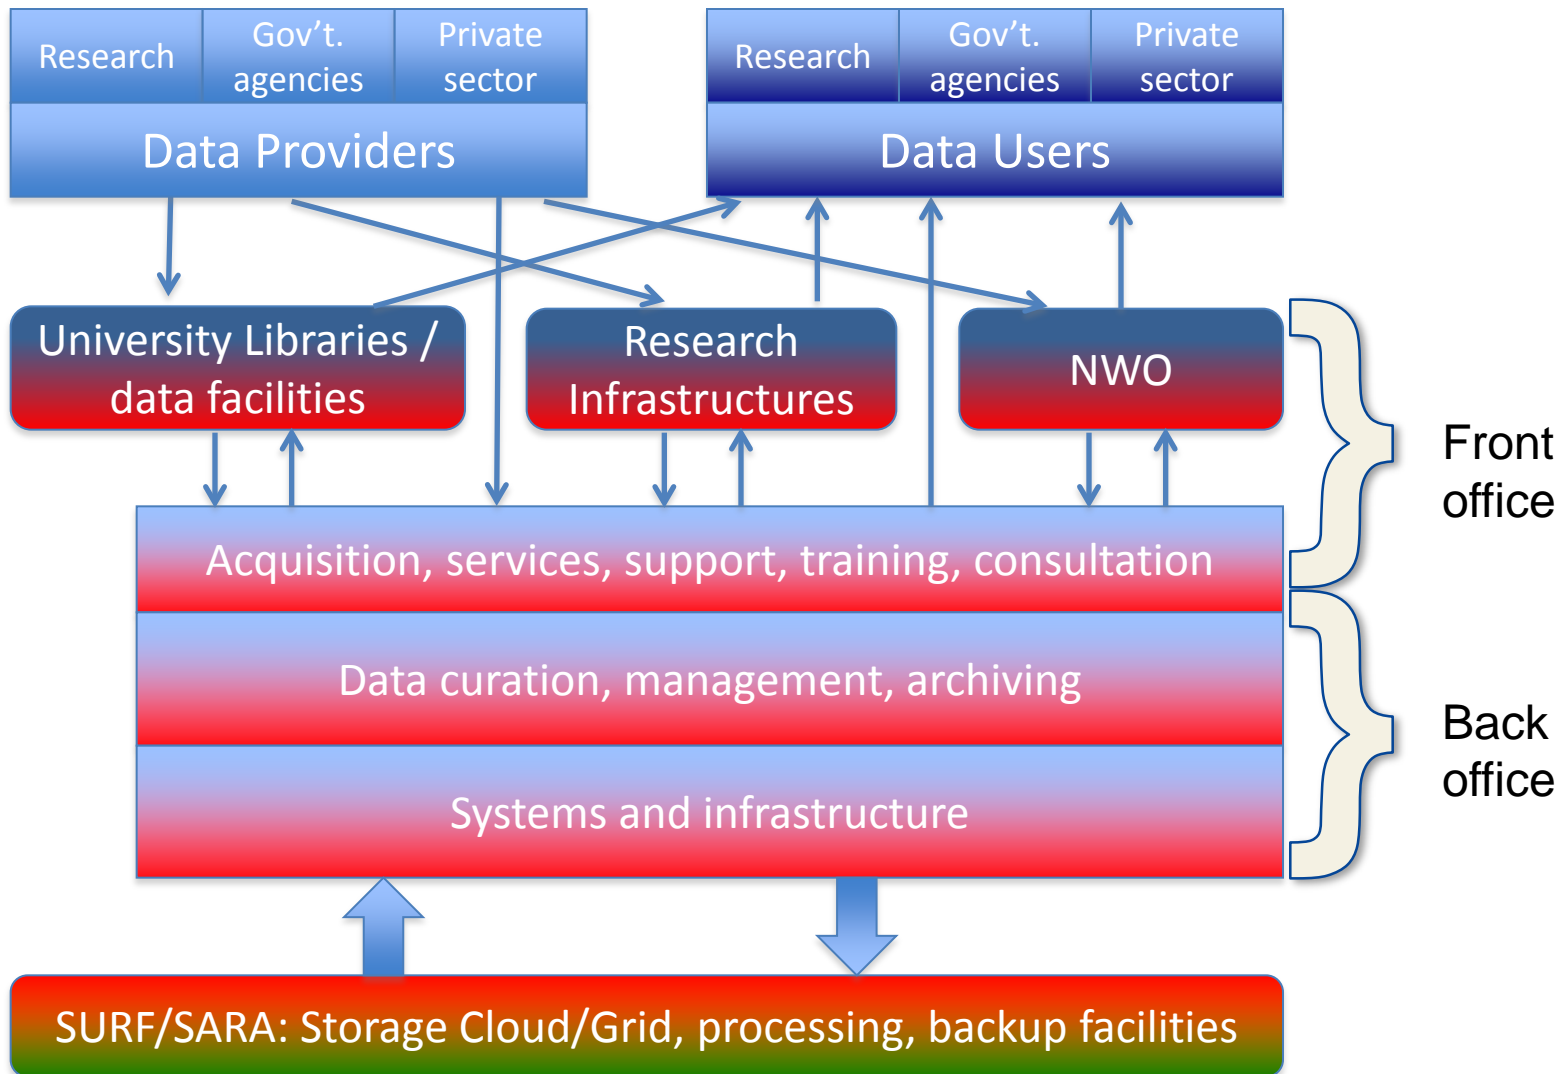 Research
Gov’t.
agencies
Private
sector
Data Providers
Research
Gov’t.
agencies
Private
sector
Data Users
University Libraries /
data facilities
Research
Infrastructures
NWO
Front
office
Acquisition, services, support, training, consultation
Data curation, management, archiving
Systems and infrastructure
Back
office
SURF/SARA: Storage Cloud/Grid, processing, backup facilities